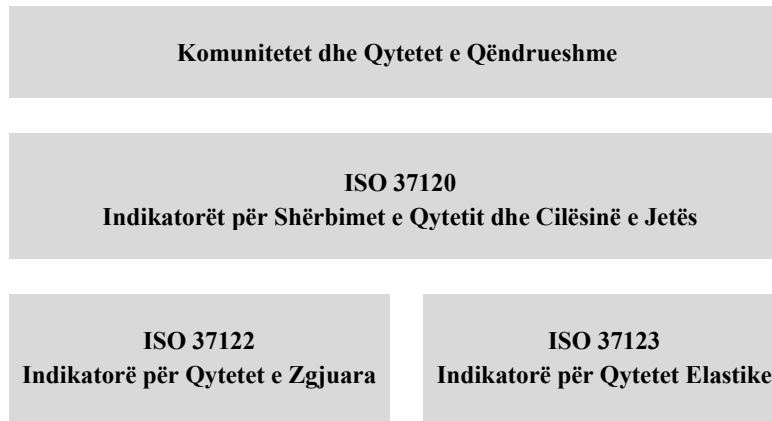 Komunitetet dhe Qytetet e Qëndrueshme
ISO 37120
Indikatorët për Shërbimet e Qytetit dhe Cilësinë e Jetës
ISO 37122
Indikatorë për Qytetet e Zgjuara
ISO 37123
Indikatorë për Qytetet Elastike